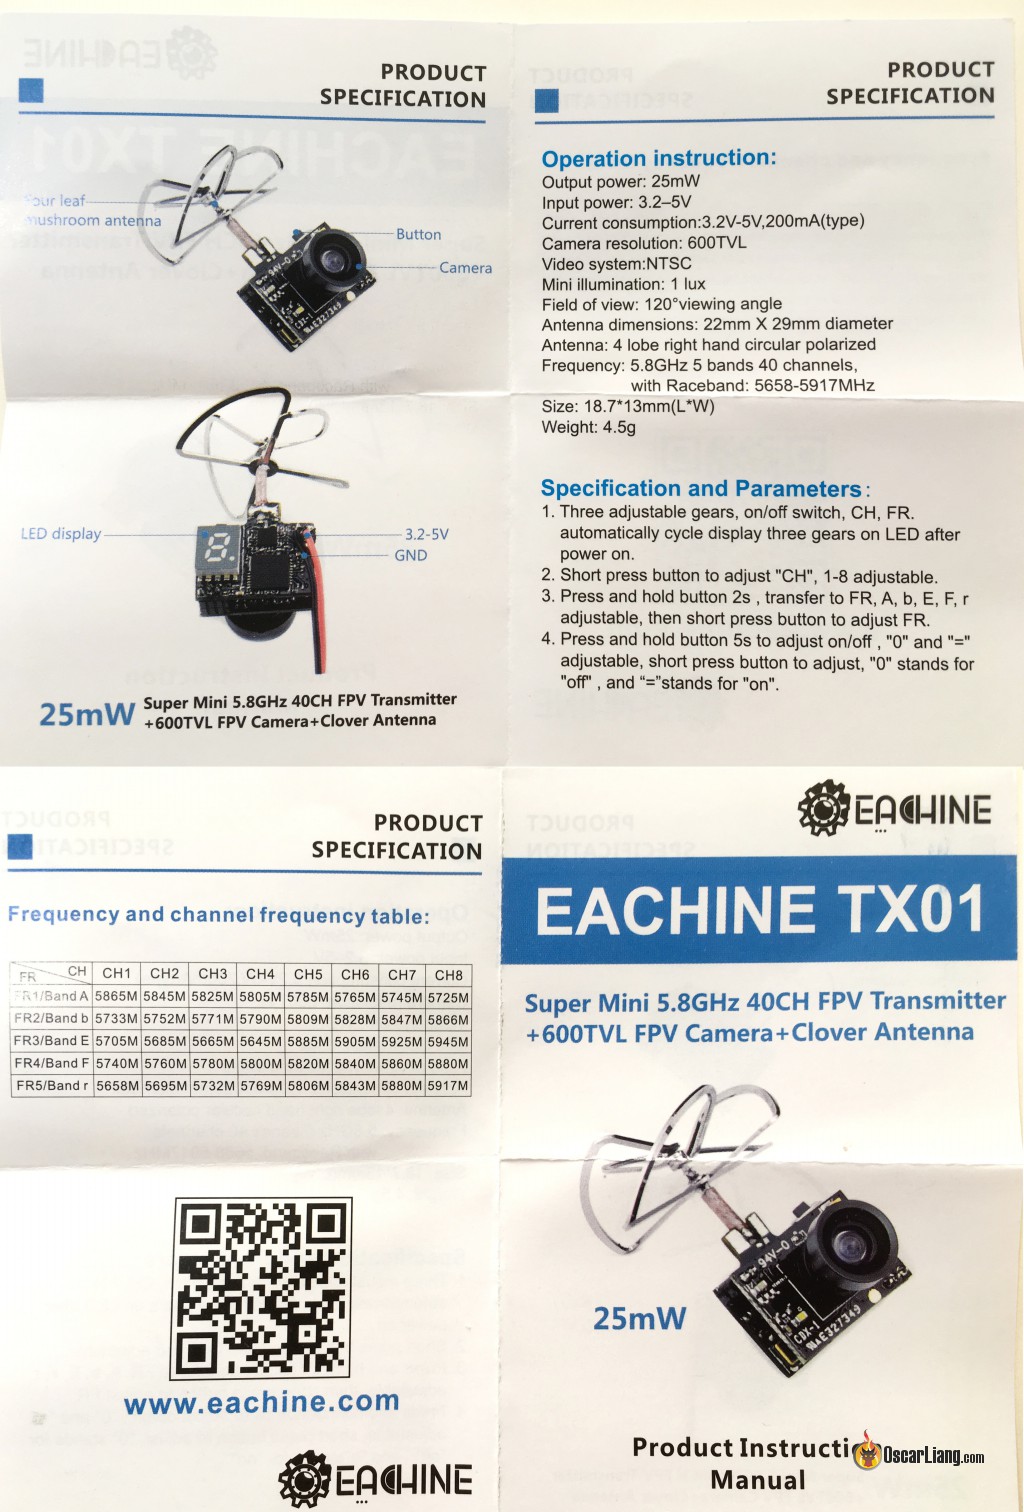 PRODUCT
SPECIFICATION
Four leaf
mushroom antenna
Button
Camera
94V-0
CDX-1
E327349
LED display
3.2-5V
GND
25mW Super Mini 5.8GHz 40CH FPV Transmitter
+600TVL FPV Camera+Clover Antenna
PRODUCT
SPECIFICATION
Operation instruction:
Output power: 25mW
Input power: 3.2–5V
Current consumption:3.2V-5V,200mA(type)
Camera resolution: 600TVL
Video system:NTSC
Mini illumination: 1 lux
Field of view: 120°viewing angle
Antenna dimensions: 22mm X 29mm diameter
Antenna: 4 lobe right hand circular polarized
Frequency: 5.8GHz 5 bands 40 channels,
with Raceband: 5658-5917MHz
Size: 18.7*13mm(L*W)
Weight: 4.5g
Specification and Parameters :
1. Three adjustable gears, on/off switch, CH, FR.
automatically cycle display three gears on LED after
power on.
2. Short press button to adjust "CH", 1-8 adjustable.
3. Press and hold button 2s , transfer to FR, A, b, E, F, r
adjustable, then short press button to adjust FR.
4. Press and hold button 5s to adjust on/off , "0" and "="
adjustable, short press button to adjust, "0" stands for
"off" , and “=”stands for "on".
PRODUCT
SPECIFICATION
Frequency and channel frequency table:
FR CH CH1 CH2 CH3 CH4 CH5 CH6 CH7 CH8
FR1/Band A 5865M 5845M 5825M 5805M 5785M 5765M 5745M 5725M
FR2/Band b 5733M 5752M 5771M 5790M 5809M 5828M 5847M 5866M
FR3/Band E 5705M 5685M 5665M 5645M 5885M 5905M 5925M 5945M
FR4/Band F 5740M 5760M 5780M 5800M 5820M 5840M 5860M 5880M
FR5/Band r 5658M 5695M 5732M 5769M 5806M 5843M 5880M 5917M
www.eachine.com
EACHINE
EACHINE
EACHINE TX01
Super Mini 5.8GHz 40CH FPV Transmitter
+600TVL FPV Camera+Clover Antenna
94V-0
CDX-1
E327349
25mW
Product Instructi
Manual
OscarLiang.com